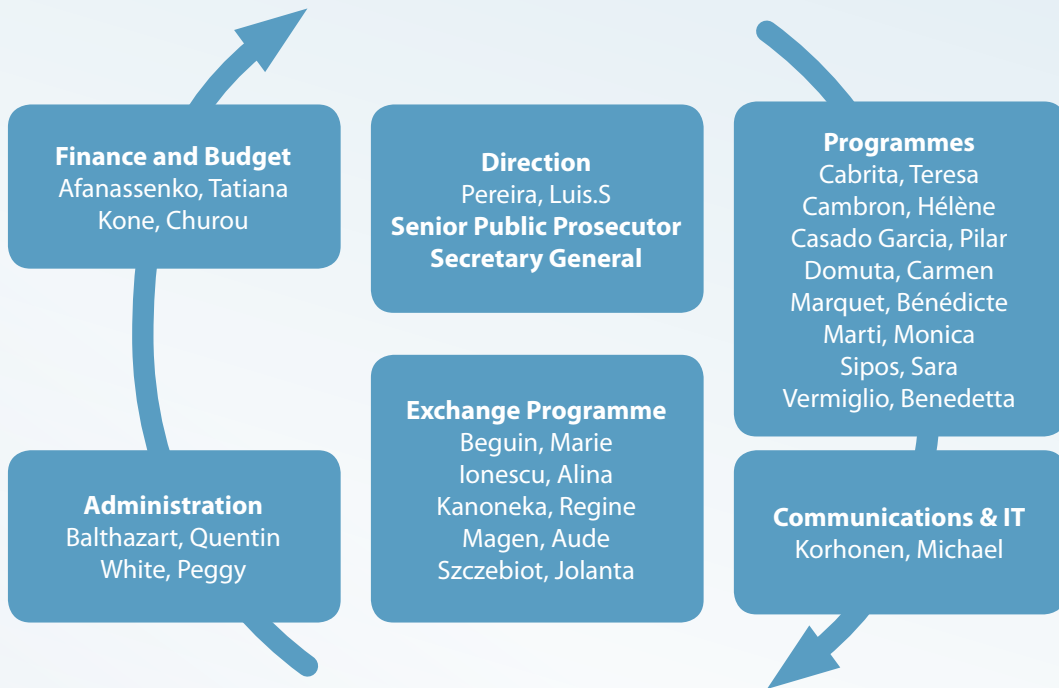 Finance and Budget
Afanassenko, Tatiana
Kone, Churou
Direction
Pereira, Luis.S
Senior Public Prosecutor
Secretary General
Programmes
Cabrita, Teresa
Cambron, Hélène
Casado Garcia, Pilar
Domuta, Carmen
Marquet, Bénédicte
Marti, Monica
Sipos, Sara
Vermiglio, Benedetta
Administration
Balthazart, Quentin
White, Peggy
Exchange Programme
Beguin, Marie
Ionescu, Alina
Kanoneka, Regine
Magen, Aude
Szczebiot, Jolanta
Communications & IT
Korhonen, Michael